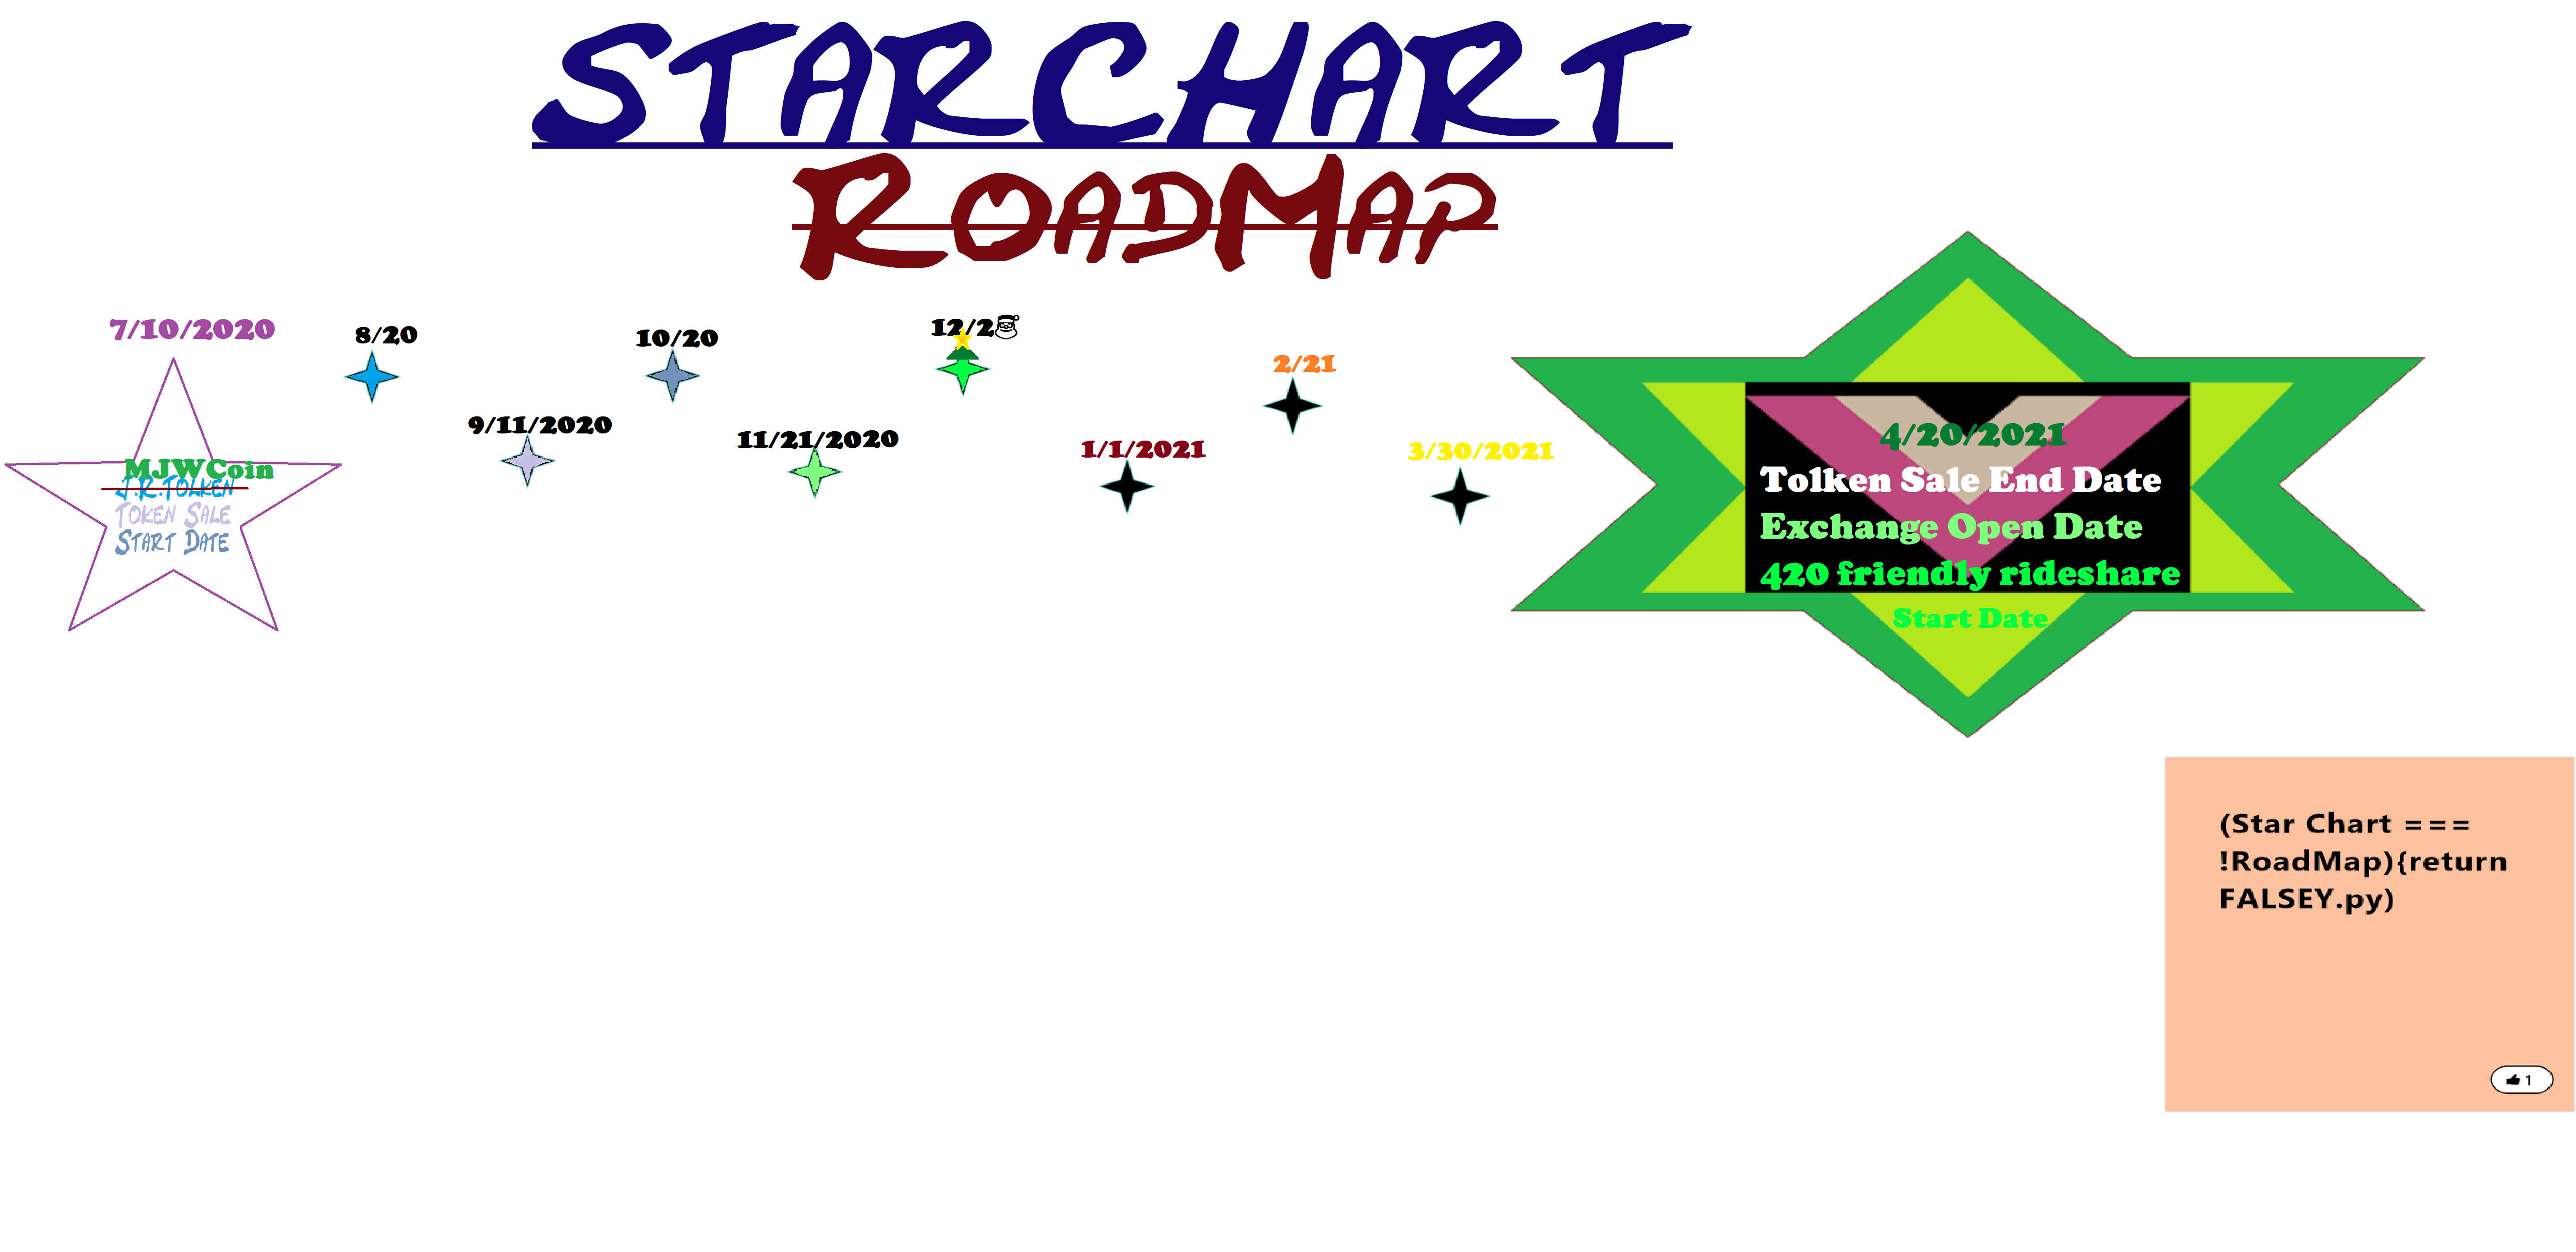 STARCHART
ROADMAP
7/10/2020
8/20
10/20
12/2
2/21
9/11/2020
11/21/2020
1/1/2021
3/30/2021
MJWCoin
J.R.TOLKEN
TOKEN SALE
START DATE
4/20/2021
Tolken Sale End Date
Exchange Open Date
420 friendly rideshare
Start Date
(Star Chart ===
!RoadMap){return
FALSEY.py)
1